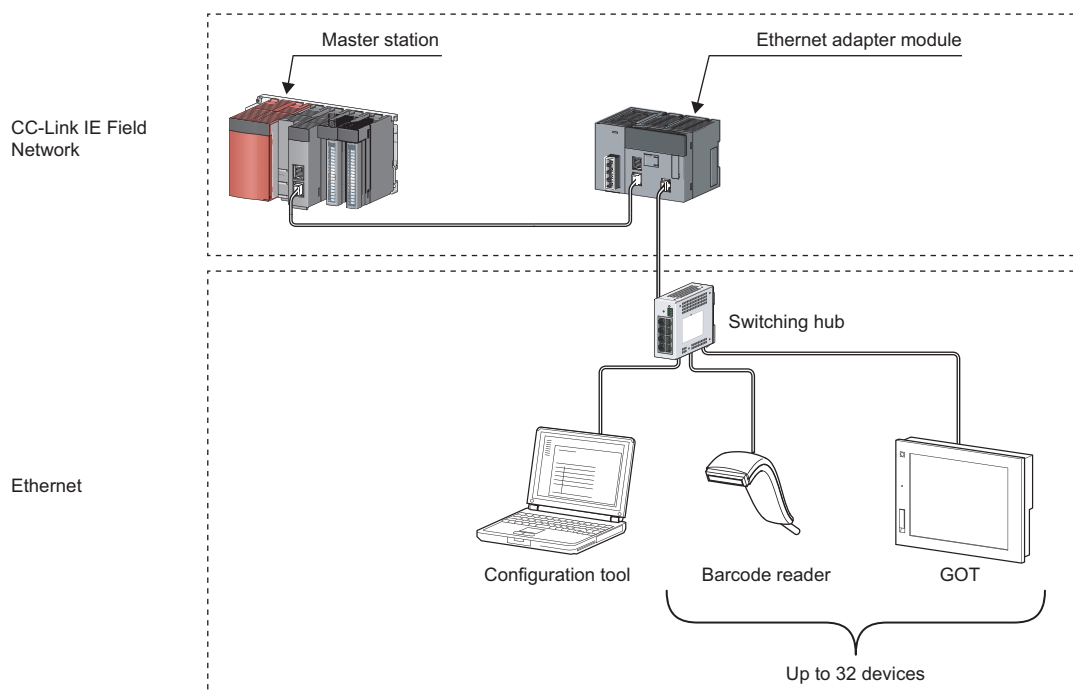 Master station
Ethernet adapter module
CC-Link IE Field
Network
Switching hub
Ethernet
Configuration tool
Barcode reader
GOT
Up to 32 devices